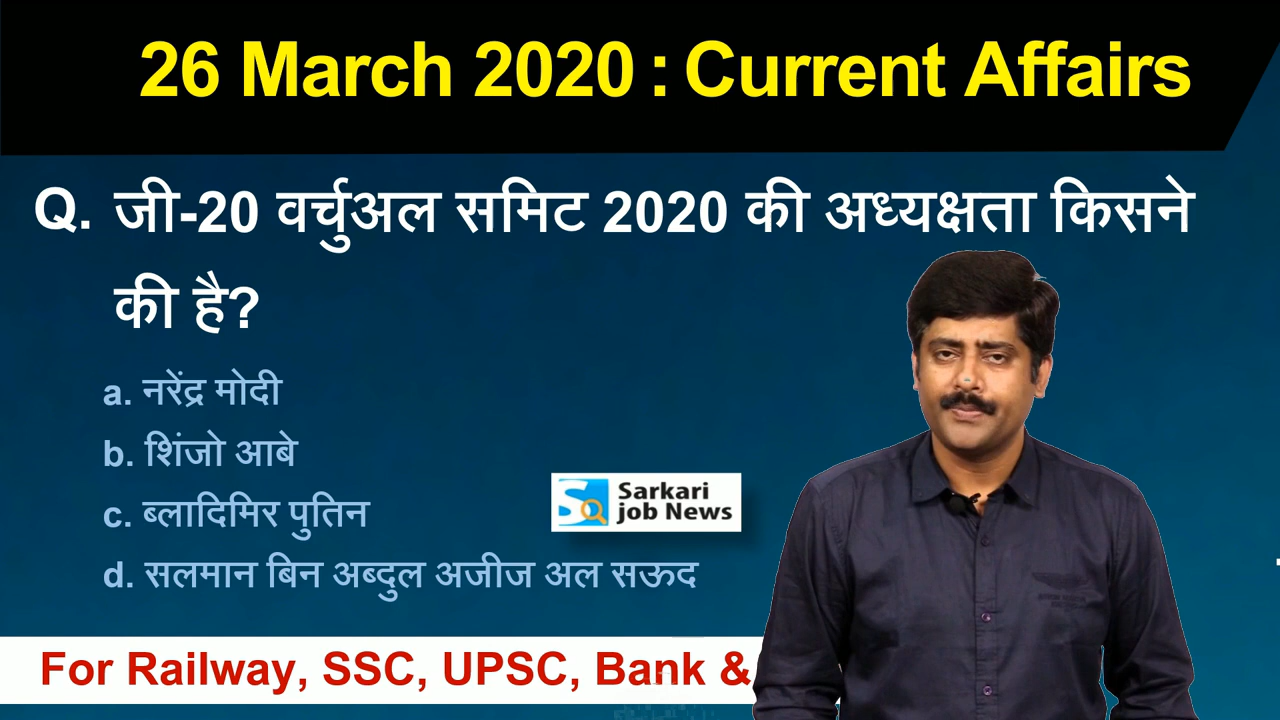 26 March 2020 : Current Affairs
Q. जी-20 वर्चुअल समिट 2020 की अध्यक्षता किसने
की है?
a. नरेंद्र मोदी
b. शिंजो आबे
c. ब्लादिमिर पुतिन
d. सलमान बिन अब्दुल अजीज अल सऊद
Sarkari
job News
For Railway, SSC, UPSC, Bank &